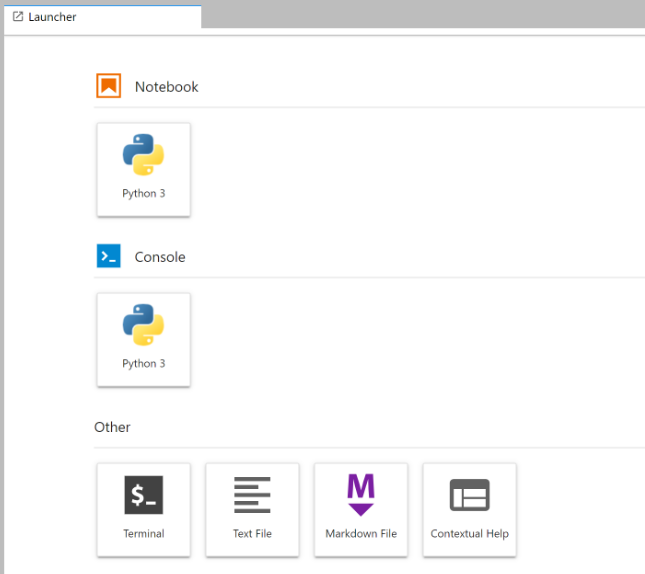 Launcher
Notebook
Python 3
Console
Python 3
Other
$_
M
Terminal
Text File
Markdown File
Contextual Help